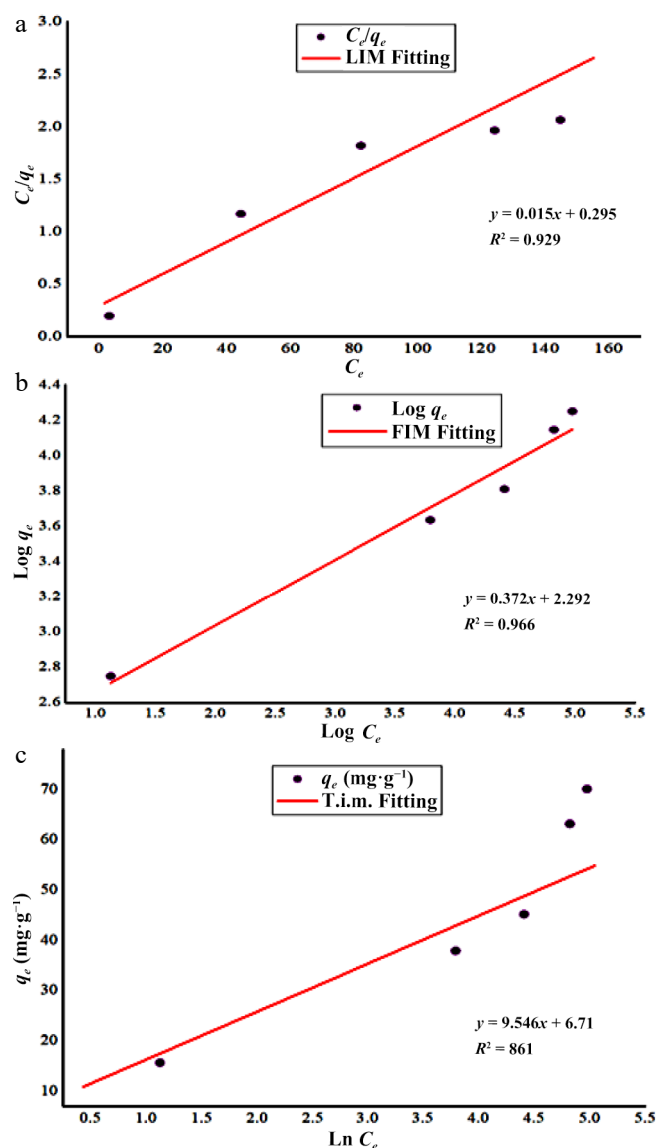 a
3.0
2.5
2.0
1.5
1.0
0.5
0.0
Cₑ/qₑ
Cₑ/qₑ
LIM Fitting
y = 0.015x + 0.295
R² = 0.929
0 20 40 60 80 100 120 140 160
Cₑ
b
4.4
4.2
3.8
3.4
3.2
3.0
2.8
2.6
Log qₑ
Log qₑ
FIM Fitting
y = 0.372x + 2.292
R² = 0.966
1.0 1.5 2.0 2.5 3.0 3.5 4.0 4.5 5.0 5.5
Log Cₑ
c
70
60
50
40
30
20
10
qₑ (mg·g⁻¹)
qₑ (mg·g⁻¹)
T.i.m. Fitting
y = 9.546x + 6.71
R² = 861
0.5 1.0 1.5 2.0 2.5 3.0 3.5 4.0 4.5 5.0 5.5
Ln Cₑ